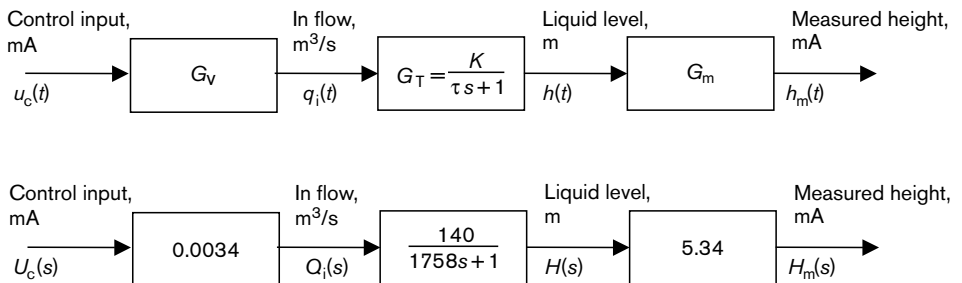 Control input, mA
In flow, m³/s
Liquid level, m
Measured height, mA
G_v
G_T = K / (τs + 1)
G_m
u_c(t)
q_i(t)
h(t)
h_m(t)
Control input, mA
In flow, m³/s
Liquid level, m
Measured height, mA
0.0034
140 / (1758s + 1)
5.34
U_c(s)
Q_i(s)
H(s)
H_m(s)